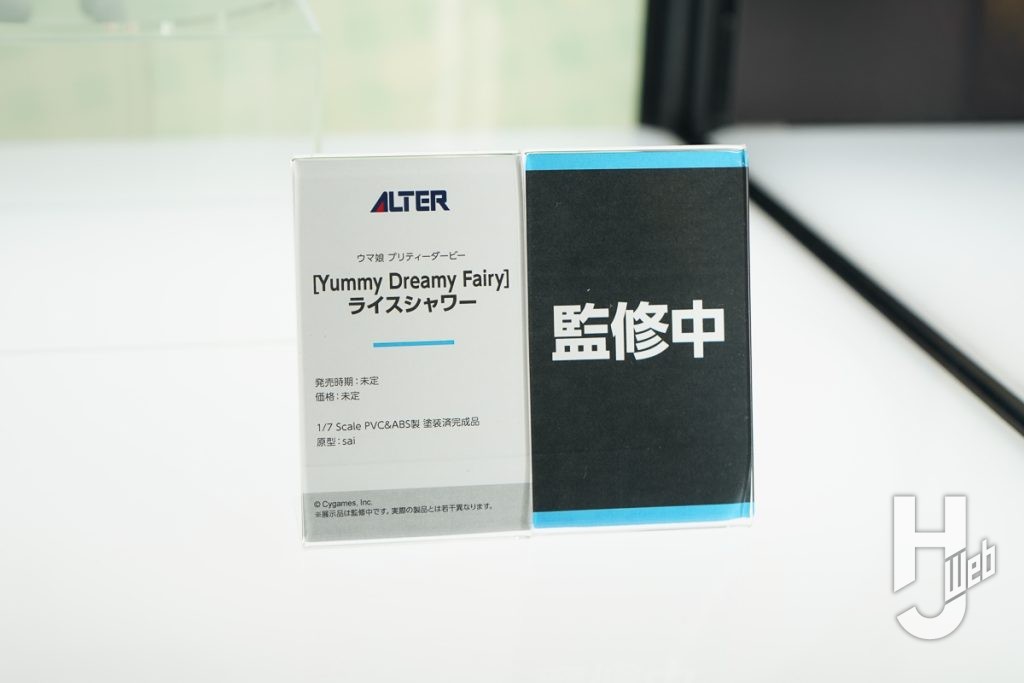 ALTER
ウマ娘 プリティーダービー
[Yummy Dreamy Fairy]
ライスシャワー
発売時期：未定
価格：未定
1/7 Scale PVC&ABS製 塗装済完成品
原型：sai
© Cygames, Inc.
※展示品は監修中です。実際の製品とは若干異なります。
監修中
HJ Web